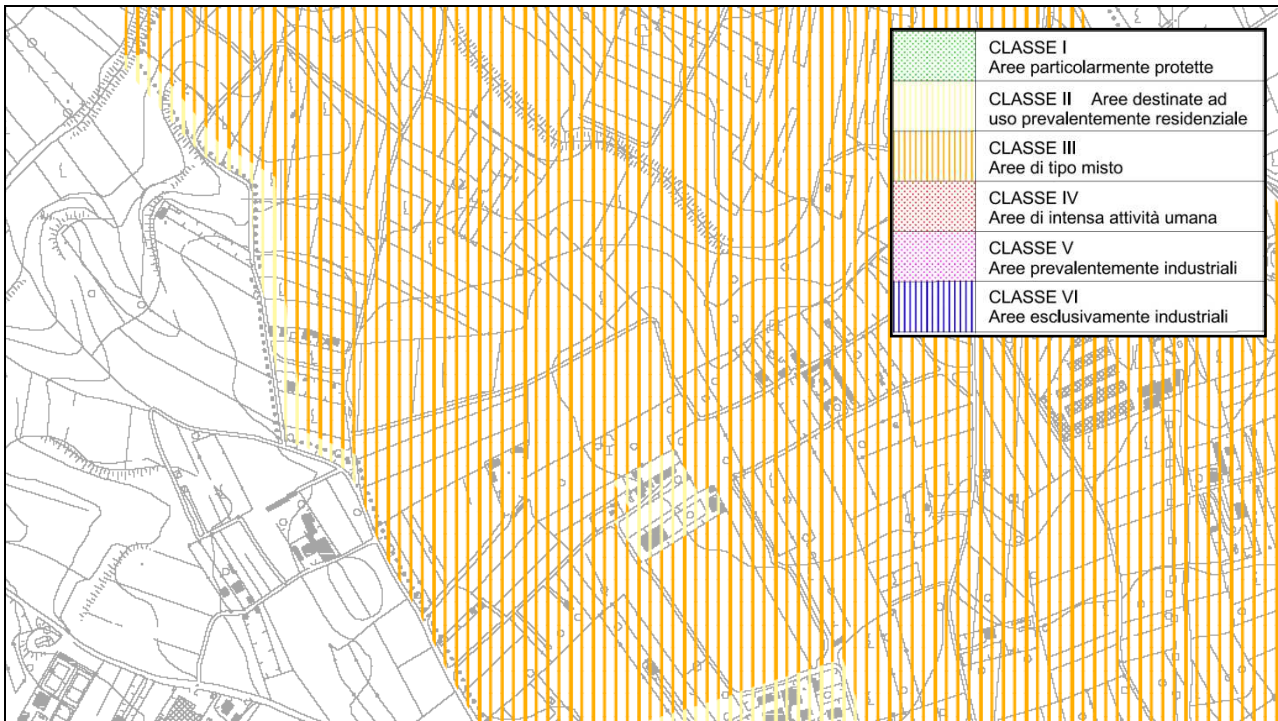 CLASSE I
Aree particolarmente protette
CLASSE II Aree destinate ad
uso prevalentemente residenziale
CLASSE III
Aree di tipo misto
CLASSE IV
Aree di intensa attività umana
CLASSE V
Aree prevalentemente industriali
CLASSE VI
Aree esclusivamente industriali